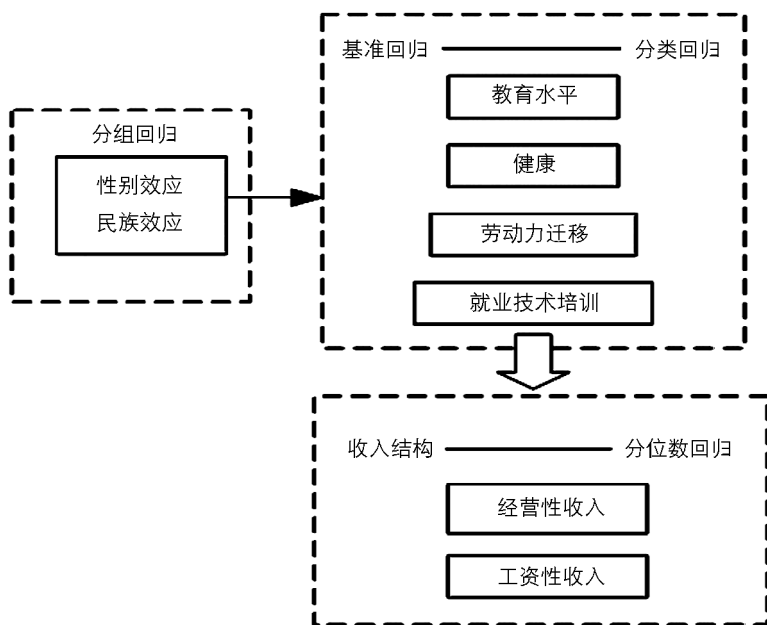 分组回归
性别效应
民族效应
基准回归 分类回归
教育水平
健康
劳动力迁移
就业技术培训
收入结构 分位数回归
经营性收入
工资性收入